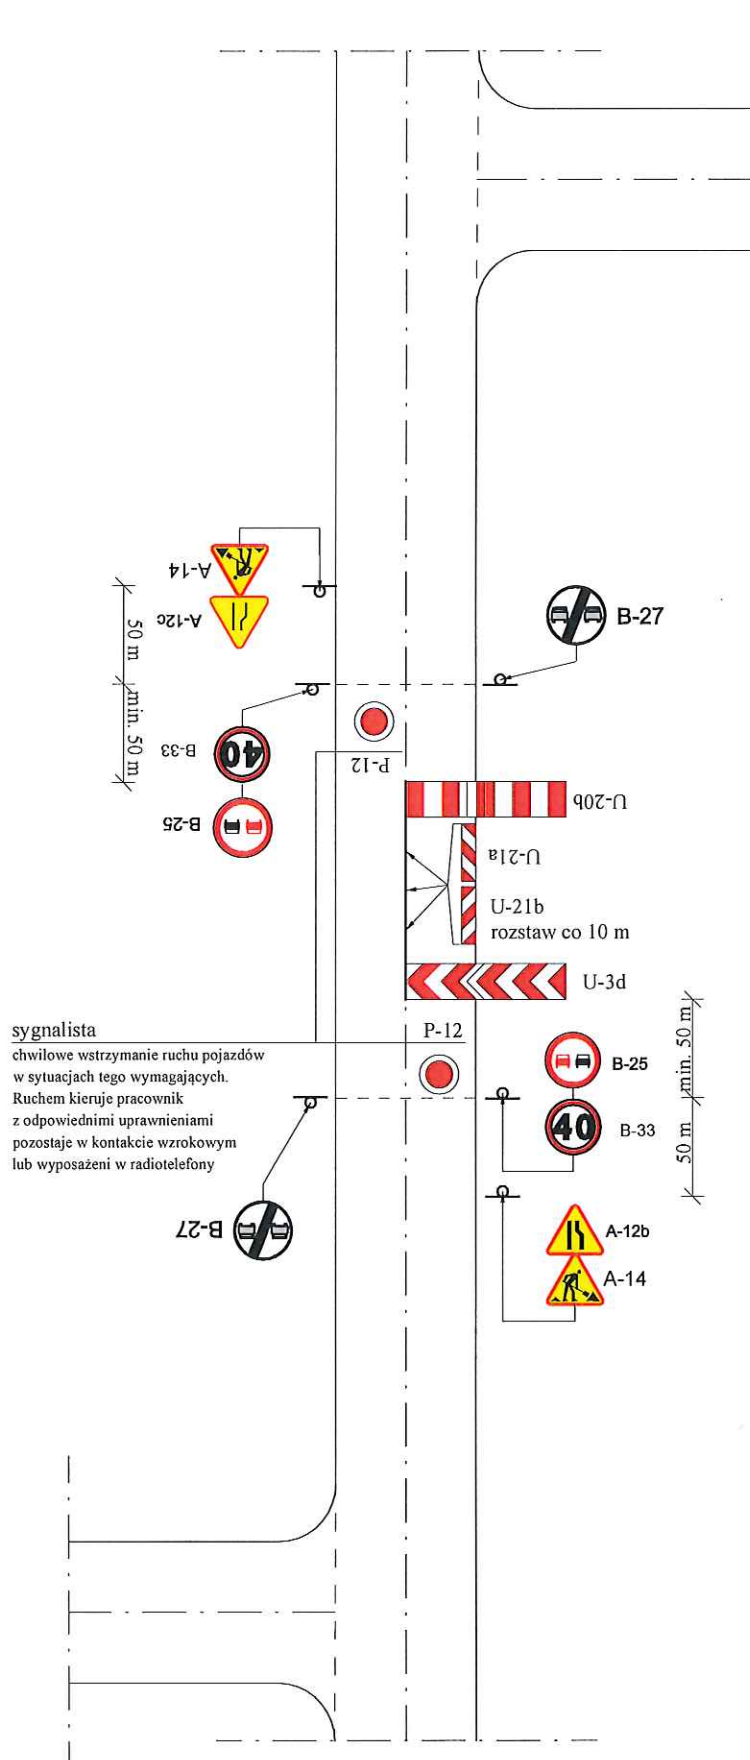 A-14
A-12c
50 m
min. 50 m
B-27
40
B-33
B-25
P-12
U-20b
U-21a
U-21b
rozstaw co 10 m
U-3d
sygnalista
P-12
chwilowe wstrzymanie ruchu pojazdów
w sytuacjach tego wymagających.
Ruchem kieruje pracownik
z odpowiednimi uprawnieniami
pozostaje w kontakcie wzrokowym
lub wyposażeni w radiotelefony
B-25
min. 50 m
40
B-33
50 m
B-27
A-12b
A-14